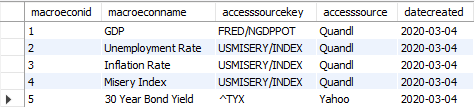 macroeconid macroeconname accesssourcekey accesssource datecreated
1 GDP FRED/NGDPPOT Quandl 2020-03-04
2 Unemployment Rate USMISERY/INDEX Quandl 2020-03-04
3 Inflation Rate USMISERY/INDEX Quandl 2020-03-04
4 Misery Index USMISERY/INDEX Quandl 2020-03-04
5 30 Year Bond Yield ^TYX Yahoo 2020-03-04